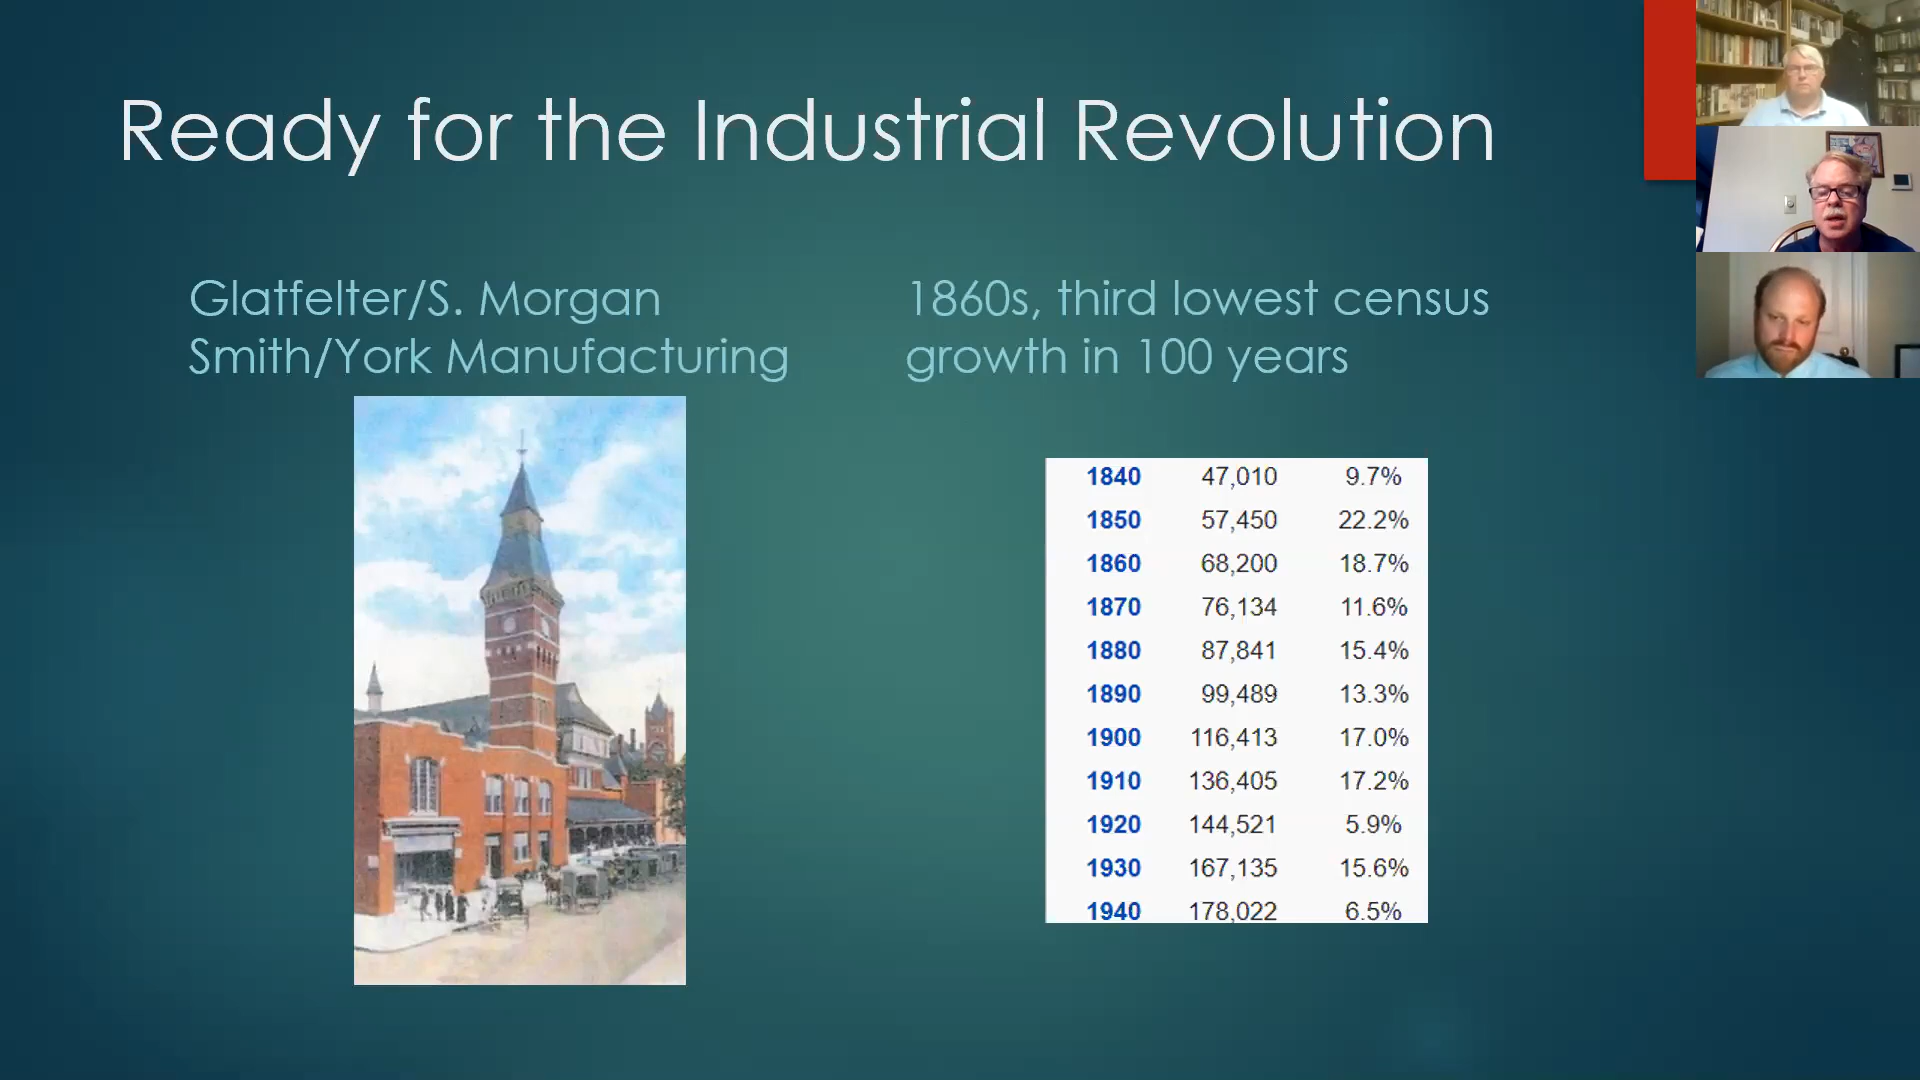 Ready for the Industrial Revolution
Glatfelter/S. Morgan
Smith/York Manufacturing
1860s, third lowest census
growth in 100 years
1840 47,010 9.7%
1850 57,450 22.2%
1860 68,200 18.7%
1870 76,134 11.6%
1880 87,841 15.4%
1890 99,489 13.3%
1900 116,413 17.0%
1910 136,405 17.2%
1920 144,521 5.9%
1930 167,135 15.6%
1940 178,022 6.5%